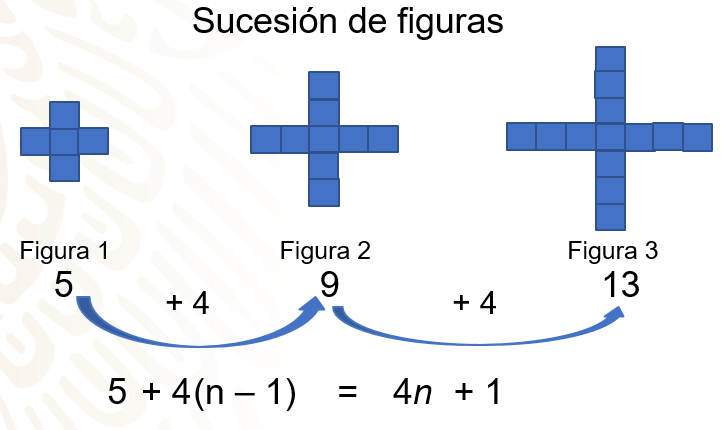 Sucesión de figuras
Figura 1 Figura 2 Figura 3
5 + 4 9 + 4 13
5 + 4(n – 1) = 4n + 1